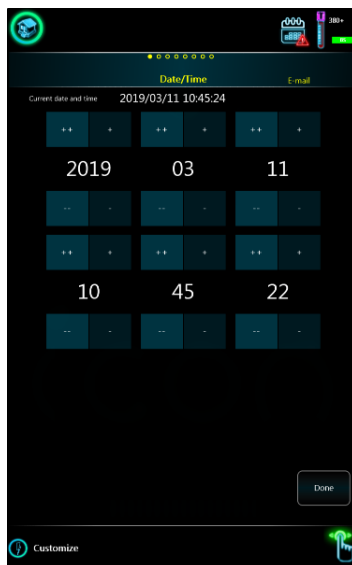 380+
Date/Time
E-mail
Current date and time 2019/03/11 10:45:24
++ + ++ + ++ +
2019 03 11
-- - -- - -- -
++ + ++ + ++ +
10 45 22
-- - -- - -- -
Done
Customize